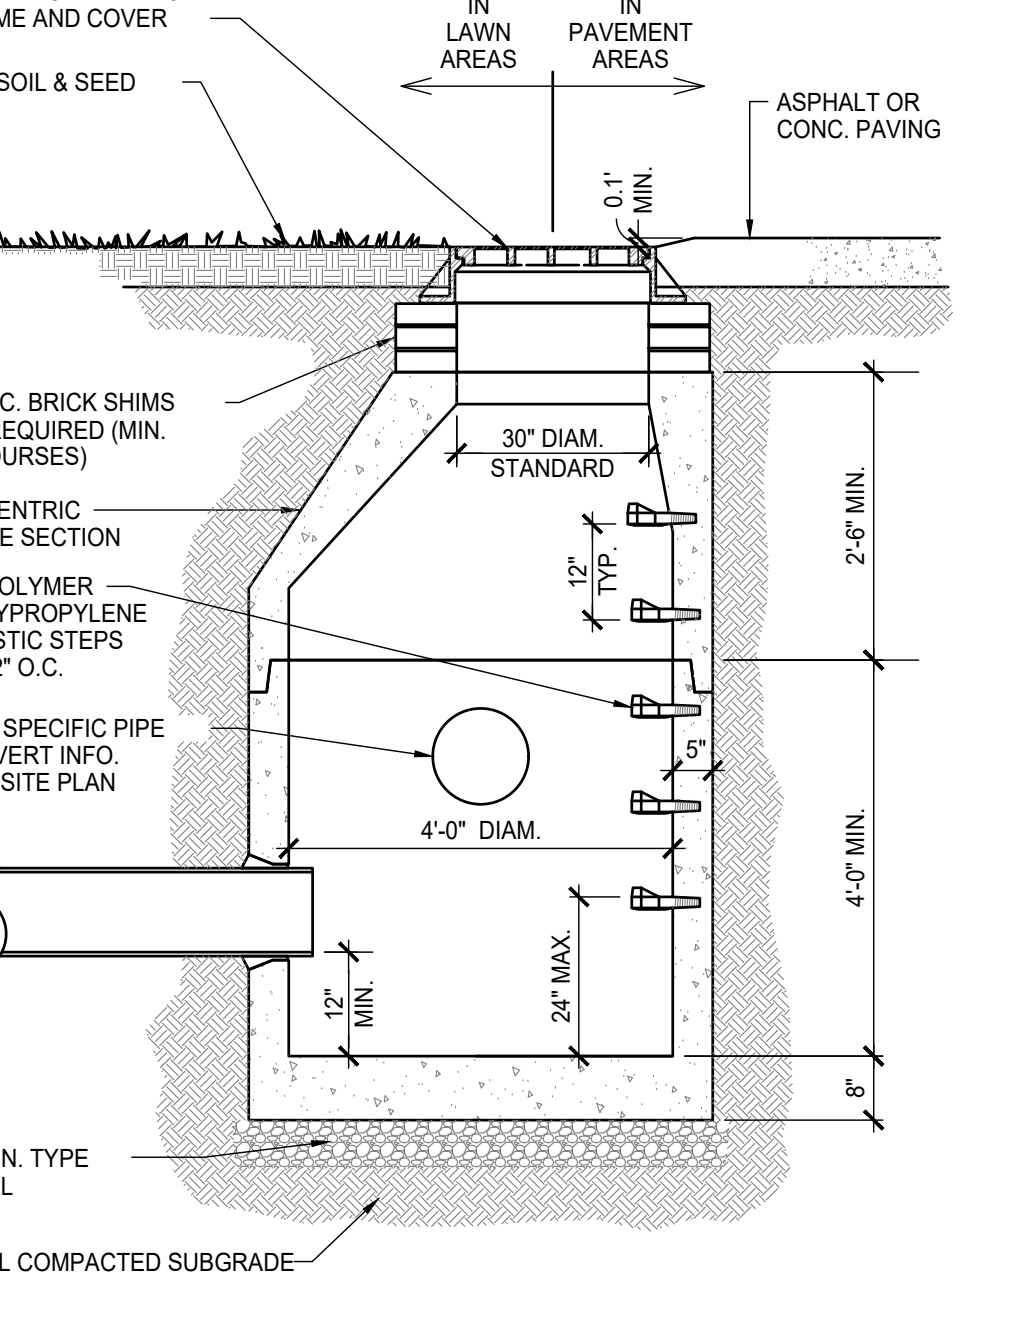 ME AND COVER
IN
LAWN
AREAS
IN
PAVEMENT
AREAS
SOIL & SEED
ASPHALT OR
CONC. PAVING
0.1'
MIN.
C. BRICK SHIMS
REQUIRED (MIN.
OURSES)
30" DIAM.
STANDARD
ENTRIC
E SECTION
12"
TYP.
2'-6" MIN.
OLYMER
YPROPYLENE
STIC STEPS
2" O.C.
SPECIFIC PIPE
VERT INFO.
SITE PLAN
5"
4'-0" DIAM.
4'-0" MIN.
12"
MIN.
24" MAX.
8"
N. TYPE
L
L COMPACTED SUBGRADE